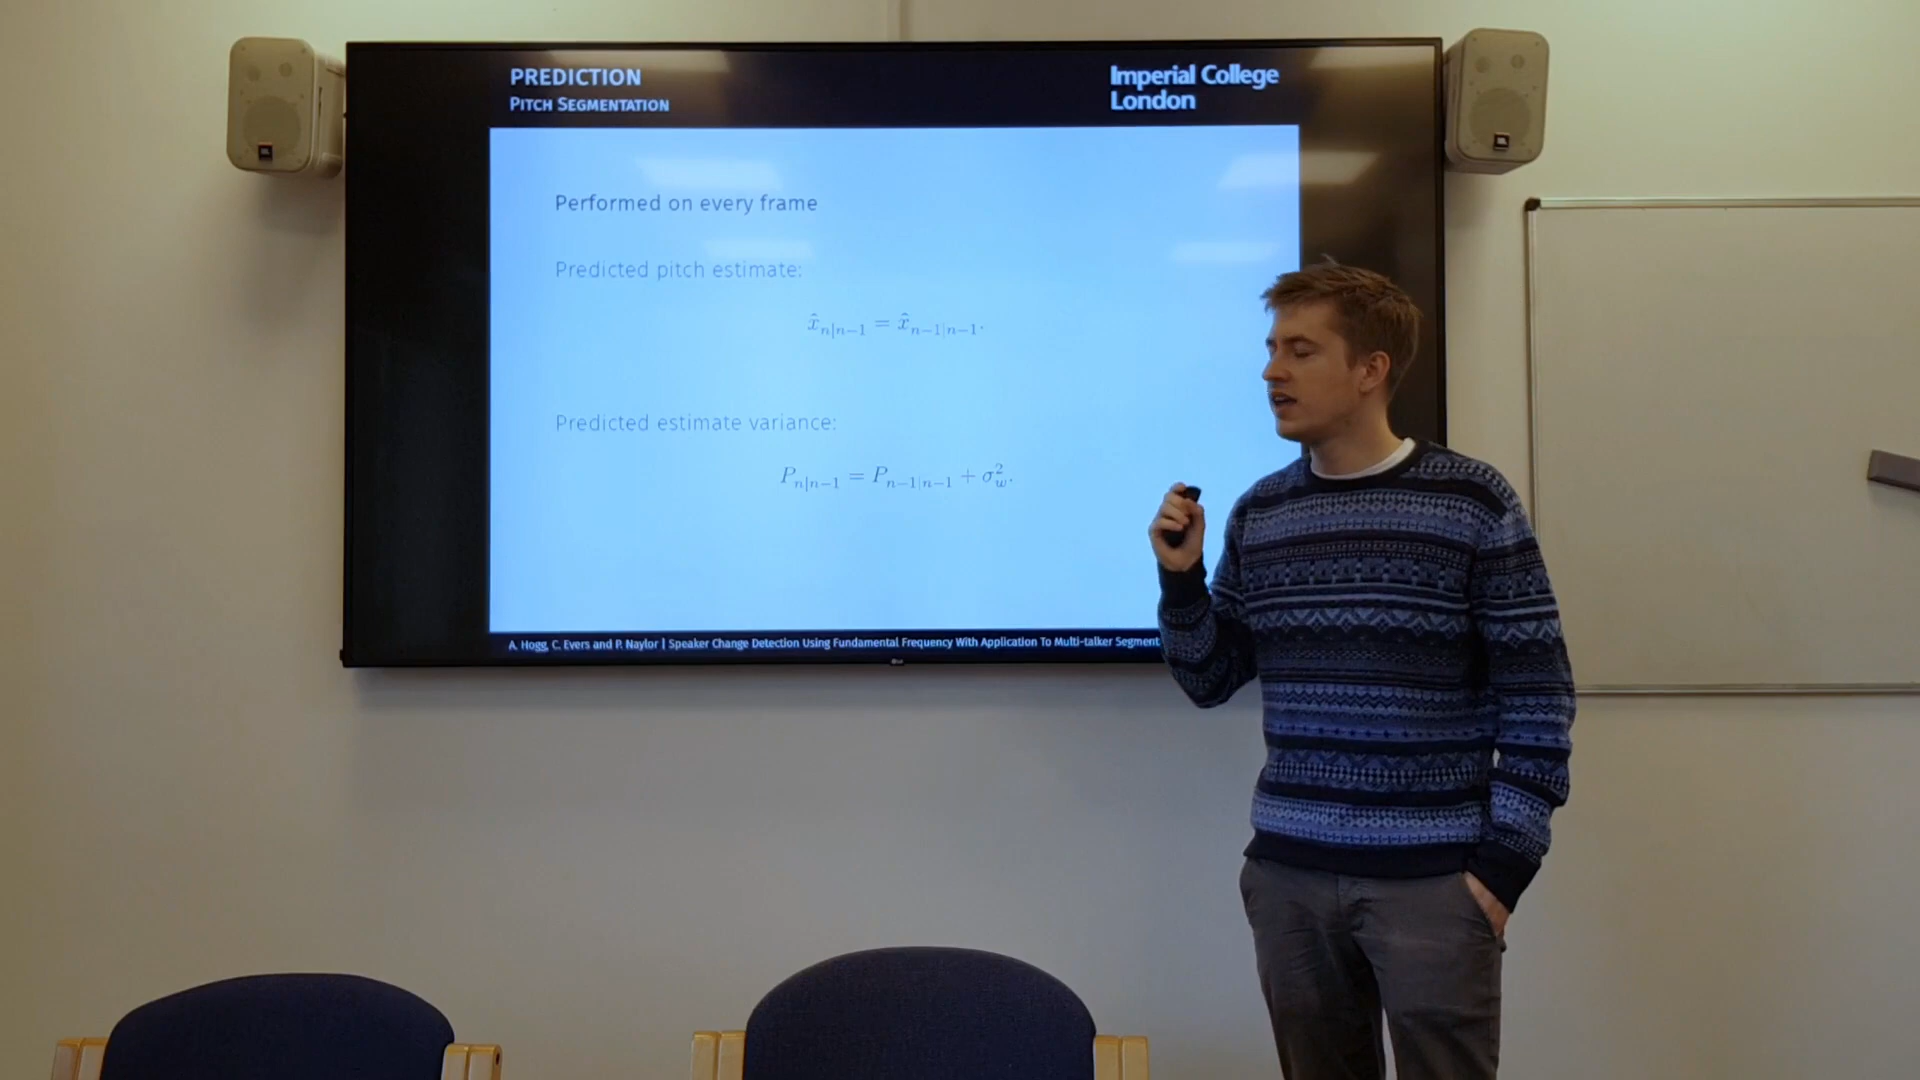 PREDICTION
PITCH SEGMENTATION
Imperial College
London
Performed on every frame
Predicted pitch estimate:
x̂ₙ|ₙ₋₁ = x̂ₙ₋₁|ₙ₋₁.
Predicted estimate variance:
Pₙ|ₙ₋₁ = Pₙ₋₁|ₙ₋₁ + σ_w².
A. Hogg, C. Evers and P. Naylor | Speaker Change Detection Using Fundamental Frequency With Application To Multi-talker Segment